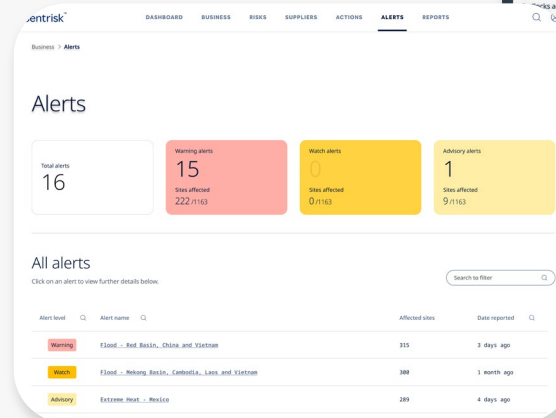 entrisk™
DASHBOARD BUSINESS RISKS SUPPLIERS ACTIONS ALERTS REPORTS
Business > Alerts
Alerts
Total alerts
16
Warning alerts
15
Sites affected
222 /1163
Watch alerts
0
Sites affected
0 /1163
Advisory alerts
1
Sites affected
9 /1163
All alerts
Click on an alert to view further details below.
Search to filter
Alert level Alert name Affected sites Date reported
Warning Flood - Red Basin, China and Vietnam 315 3 days ago
Watch Flood - Mekong Basin, Cambodia, Laos and Vietnam 300 1 month ago
Advisory Extreme Heat - Mexico 289 4 days ago